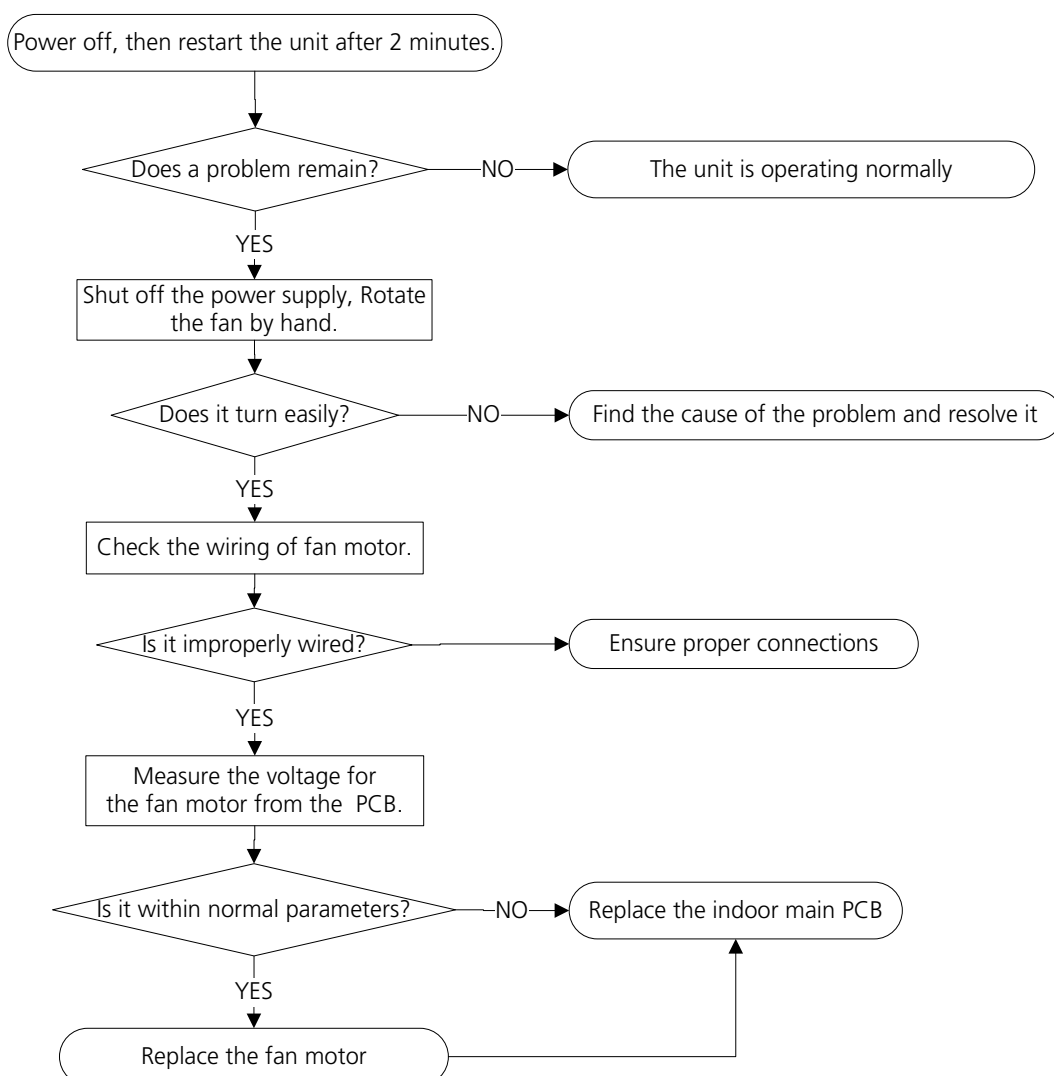 Power off, then restart the unit after 2 minutes.
Does a problem remain?
NO
The unit is operating normally
YES
Shut off the power supply, Rotate
the fan by hand.
Does it turn easily?
NO
Find the cause of the problem and resolve it
YES
Check the wiring of fan motor.
Is it improperly wired?
Ensure proper connections
YES
Measure the voltage for
the fan motor from the PCB.
Is it within normal parameters?
NO
Replace the indoor main PCB
YES
Replace the fan motor